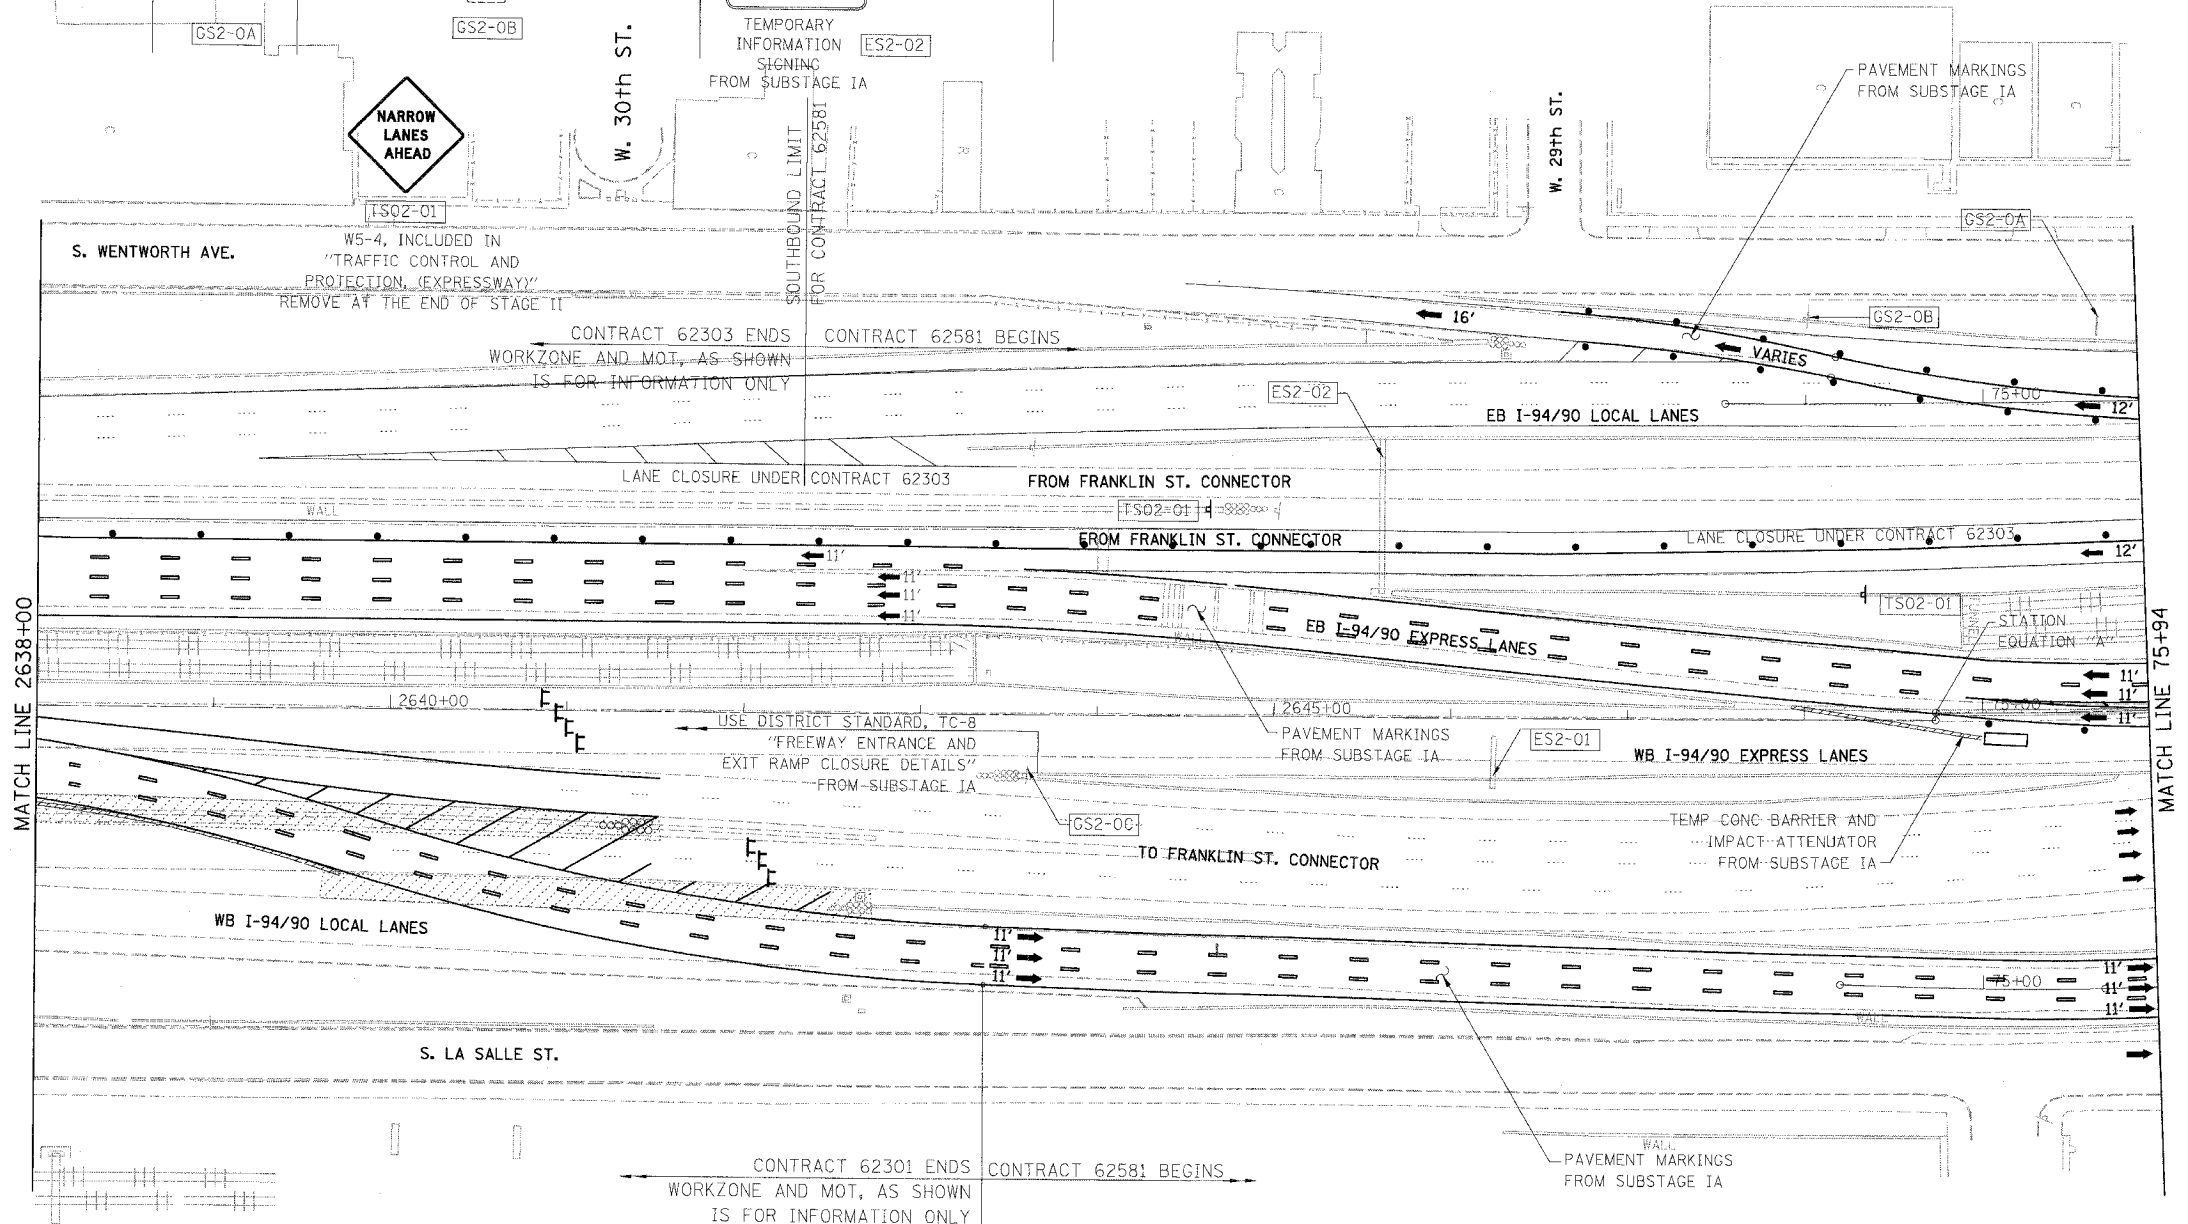 GS2-0A
GS2-0B
TEMPORARY
INFORMATION
SIGNING
FROM SUBSTAGE IA
ES2-02
W. 30th ST.
NARROW
LANES
AHEAD
TS02-01
W5-4, INCLUDED IN
"TRAFFIC CONTROL AND
PROTECTION, (EXPRESSWAY)"
REMOVE AT THE END OF STAGE II
S. WENTWORTH AVE.
SOUTHBOUND LIMIT
FOR CONTRACT 62581
W. 29th ST.
PAVEMENT MARKINGS
FROM SUBSTAGE IA
C
C
R
C
C
C
C
GS2-0A
GS2-0B
16'
VARIES
75+00
12'
CONTRACT 62303 ENDS
CONTRACT 62581 BEGINS
WORKZONE AND MOT, AS SHOWN
IS FOR INFORMATION ONLY
ES2-02
EB I-94/90 LOCAL LANES
LANE CLOSURE UNDER CONTRACT 62303
FROM FRANKLIN ST. CONNECTOR
WALL
TS02-01
FROM FRANKLIN ST. CONNECTOR
LANE CLOSURE UNDER CONTRACT 62303
12'
11'
11'
11'
11'
TS02-01
STATION
EQUATION "A"
EB I-94/90 EXPRESS LANES
WALL
11'
11'
11'
75+00
MATCH LINE 2638+00
MATCH LINE 75+94
2640+00
2645+00
USE DISTRICT STANDARD, TC-8
"FREEWAY ENTRANCE AND
EXIT RAMP CLOSURE DETAILS"
FROM SUBSTAGE IA
PAVEMENT MARKINGS
FROM SUBSTAGE IA
ES2-01
WB I-94/90 EXPRESS LANES
GS2-0C
TO FRANKLIN ST. CONNECTOR
TEMP CONC BARRIER AND
IMPACT ATTENUATOR
FROM SUBSTAGE IA
WB I-94/90 LOCAL LANES
11'
11'
11'
75+00
11'
11'
11'
WALL
S. LA SALLE ST.
WALL
PAVEMENT MARKINGS
FROM SUBSTAGE IA
CONTRACT 62301 ENDS
CONTRACT 62581 BEGINS
WORKZONE AND MOT, AS SHOWN
IS FOR INFORMATION ONLY